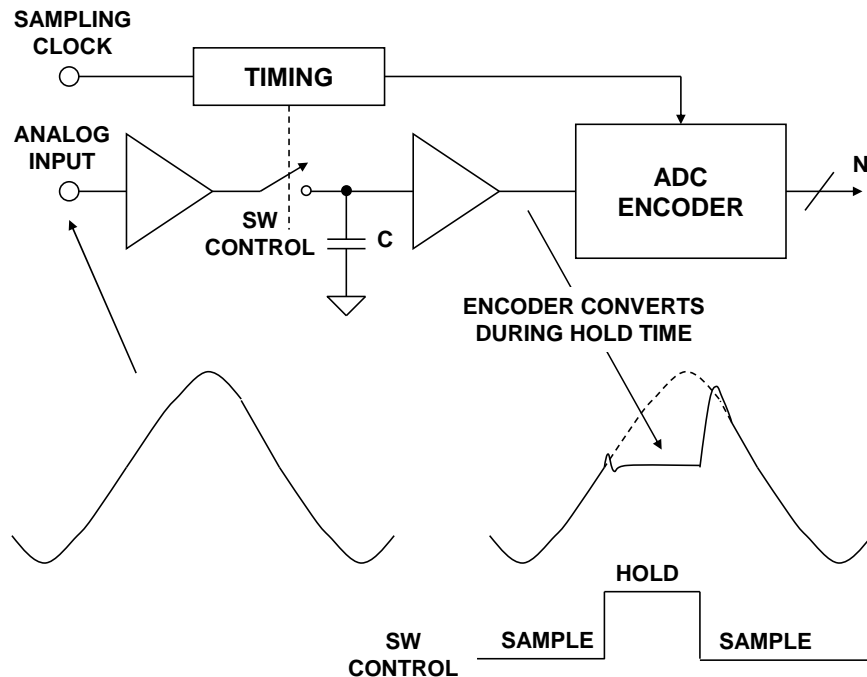 SAMPLING
CLOCK
TIMING
ANALOG
INPUT
ADC
ENCODER
N
SW
CONTROL
C
ENCODER CONVERTS
DURING HOLD TIME
HOLD
SW
CONTROL
SAMPLE
SAMPLE